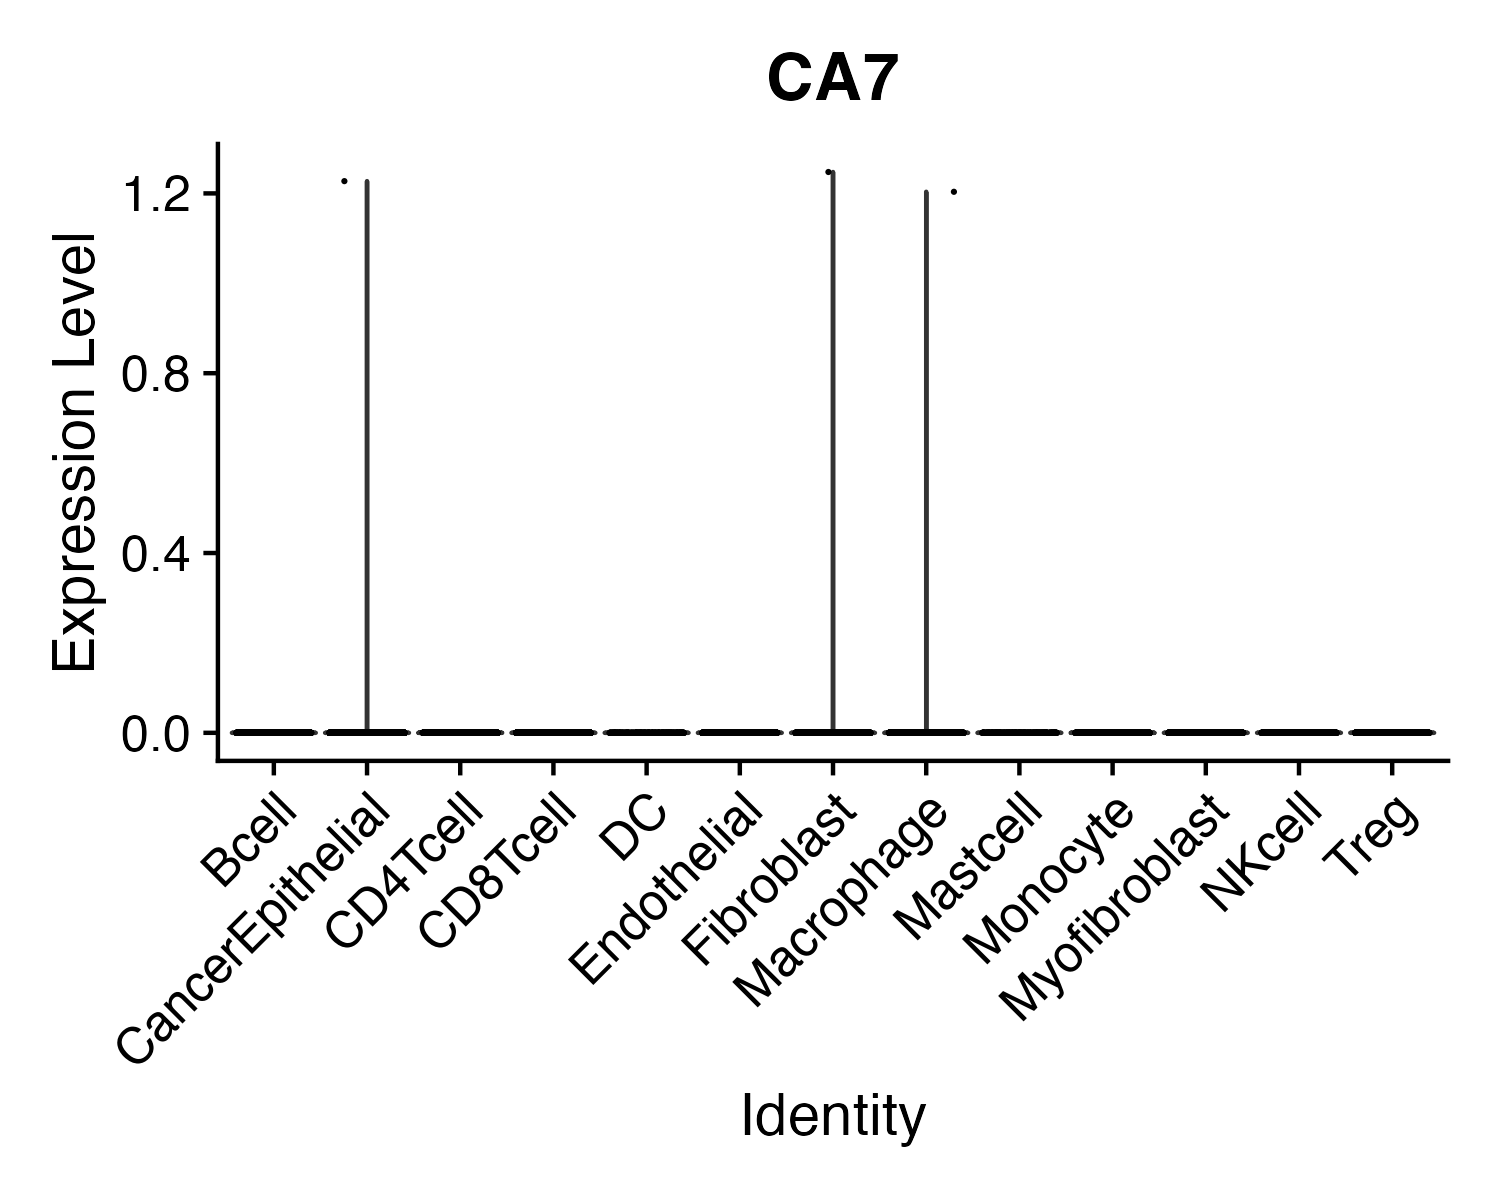 CA7
Expression Level
1.2
0.8
0.4
0.0
Bcell
CancerEpithelial
CD4Tcell
CD8Tcell
DC
Endothelial
Fibroblast
Macrophage
Mastcell
Monocyte
Myofibroblast
NKcell
Treg
Identity